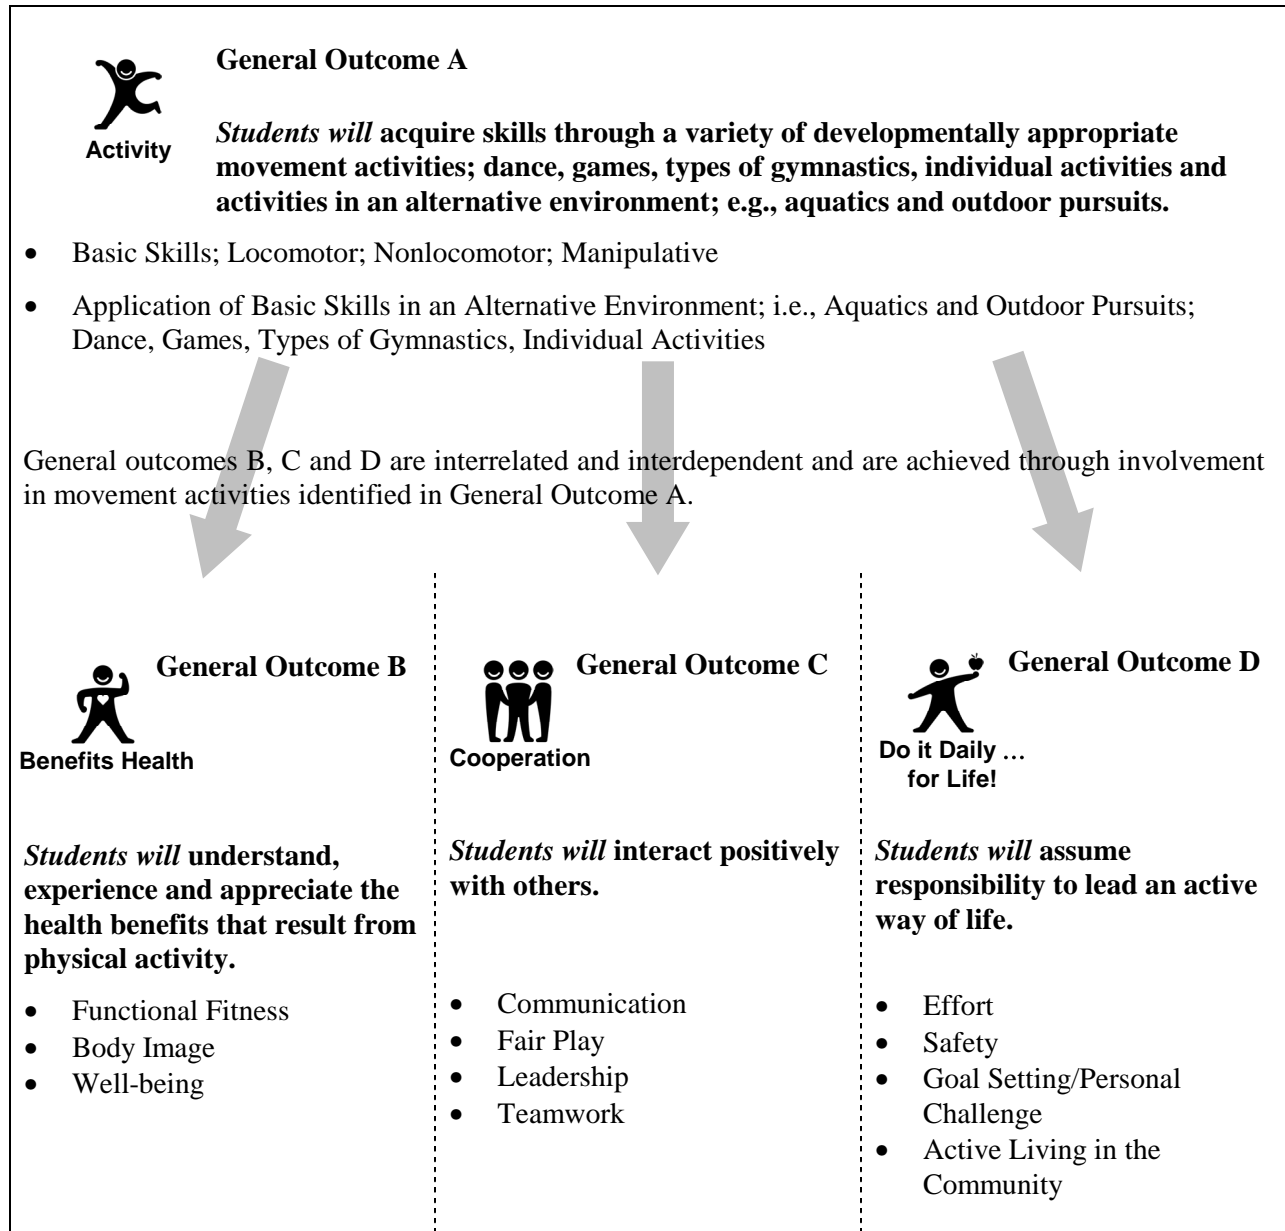 General Outcome A
Activity
Students will acquire skills through a variety of developmentally appropriate
movement activities; dance, games, types of gymnastics, individual activities and
activities in an alternative environment; e.g., aquatics and outdoor pursuits.
• Basic Skills; Locomotor; Nonlocomotor; Manipulative
• Application of Basic Skills in an Alternative Environment; i.e., Aquatics and Outdoor Pursuits;
Dance, Games, Types of Gymnastics, Individual Activities
General outcomes B, C and D are interrelated and interdependent and are achieved through involvement
in movement activities identified in General Outcome A.
General Outcome B
Benefits Health
Students will understand,
experience and appreciate the
health benefits that result from
physical activity.
• Functional Fitness
• Body Image
• Well-being
General Outcome C
Cooperation
Students will interact positively
with others.
• Communication
• Fair Play
• Leadership
• Teamwork
General Outcome D
Do it Daily …
for Life!
Students will assume
responsibility to lead an active
way of life.
• Effort
• Safety
• Goal Setting/Personal
Challenge
• Active Living in the
Community